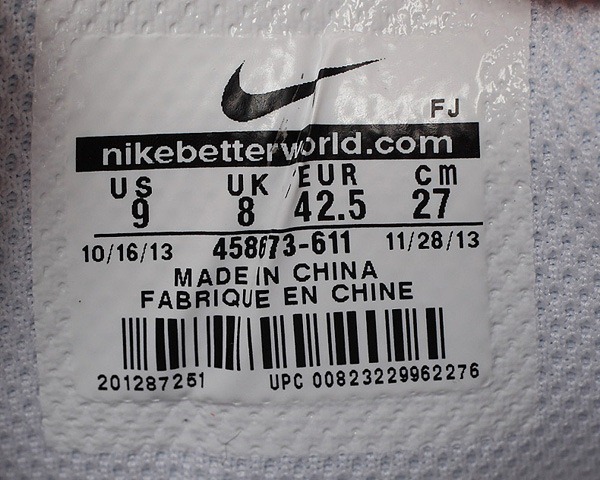 FJ
nikebetterworld.com
US UK EUR cm
9 8 42.5 27
10/16/13 458673-611 11/28/13
MADE IN CHINA
FABRIQUE EN CHINE
201287251 UPC 00823229962276